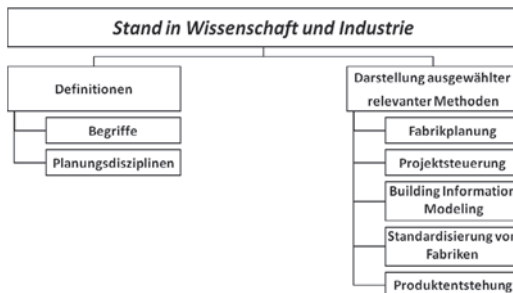 Stand in Wissenschaft und Industrie
Definitionen
Begriffe
Planungsdisziplinen
Darstellung ausgewählter
relevanter Methoden
Fabrikplanung
Projektsteuerung
Building Information
Modeling
Standardisierung von
Fabriken
Produktentstehung